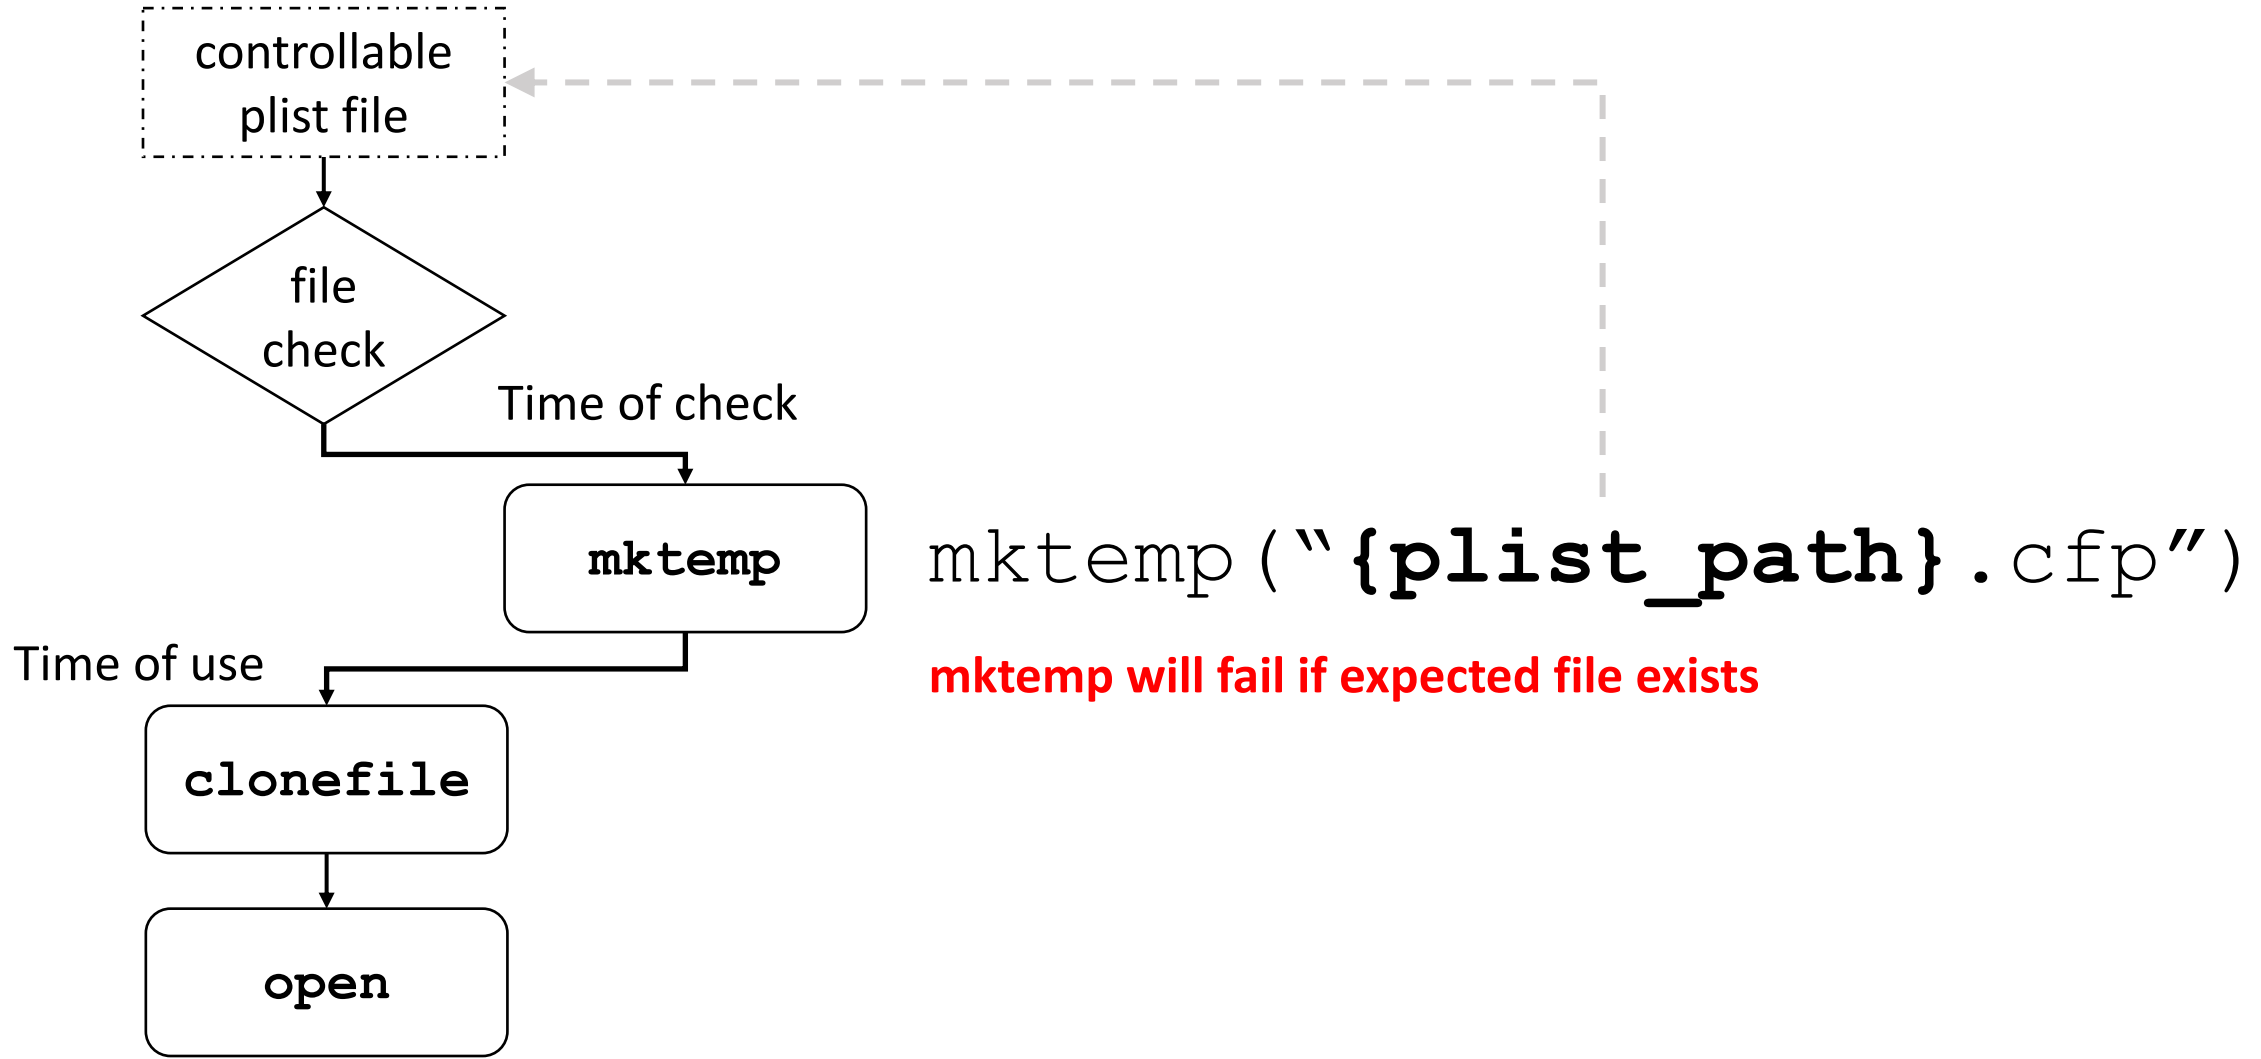 controllable
plist file
file
check
Time of check
mktemp
mktemp(“{plist_path}.cfp”)
mktemp will fail if expected file exists
Time of use
clonefile
open